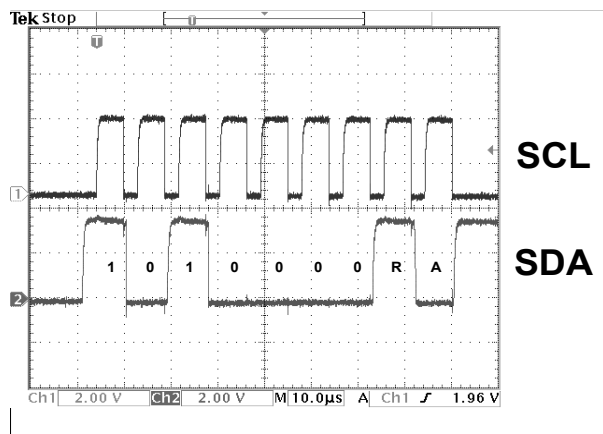 Tek Stop
T
T
SCL
1
1 0 1 0 0 0 0 R A
SDA
2
Ch1 2.00 V Ch2 2.00 V M 10.0µs A Ch1 1.96 V